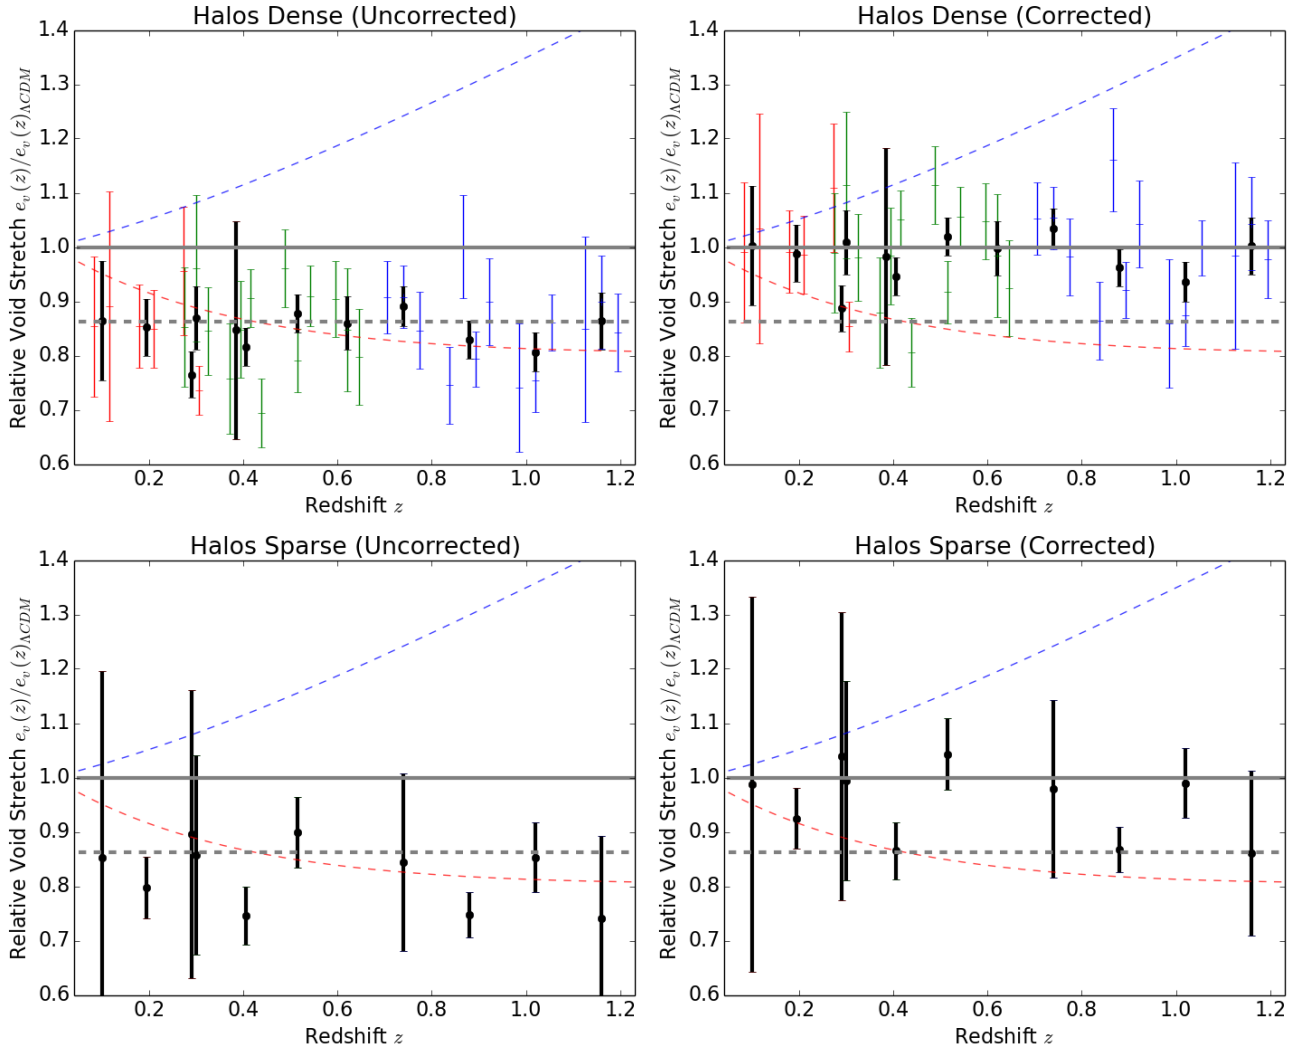 Halos Dense (Uncorrected)
Relative Void Stretch e_v(z)/e_v(z)_ΛCDM
1.4
1.3
1.2
1.1
1.0
0.9
0.8
0.7
0.6
0.2 0.4 0.6 0.8 1.0 1.2
Redshift z
Halos Dense (Corrected)
Relative Void Stretch e_v(z)/e_v(z)_ΛCDM
1.4
1.3
1.2
1.1
1.0
0.9
0.8
0.7
0.6
0.2 0.4 0.6 0.8 1.0 1.2
Redshift z
Halos Sparse (Uncorrected)
Relative Void Stretch e_v(z)/e_v(z)_ΛCDM
1.4
1.3
1.2
1.1
1.0
0.9
0.8
0.7
0.6
0.2 0.4 0.6 0.8 1.0 1.2
Redshift z
Halos Sparse (Corrected)
Relative Void Stretch e_v(z)/e_v(z)_ΛCDM
1.4
1.3
1.2
1.1
1.0
0.9
0.8
0.7
0.6
0.2 0.4 0.6 0.8 1.0 1.2
Redshift z